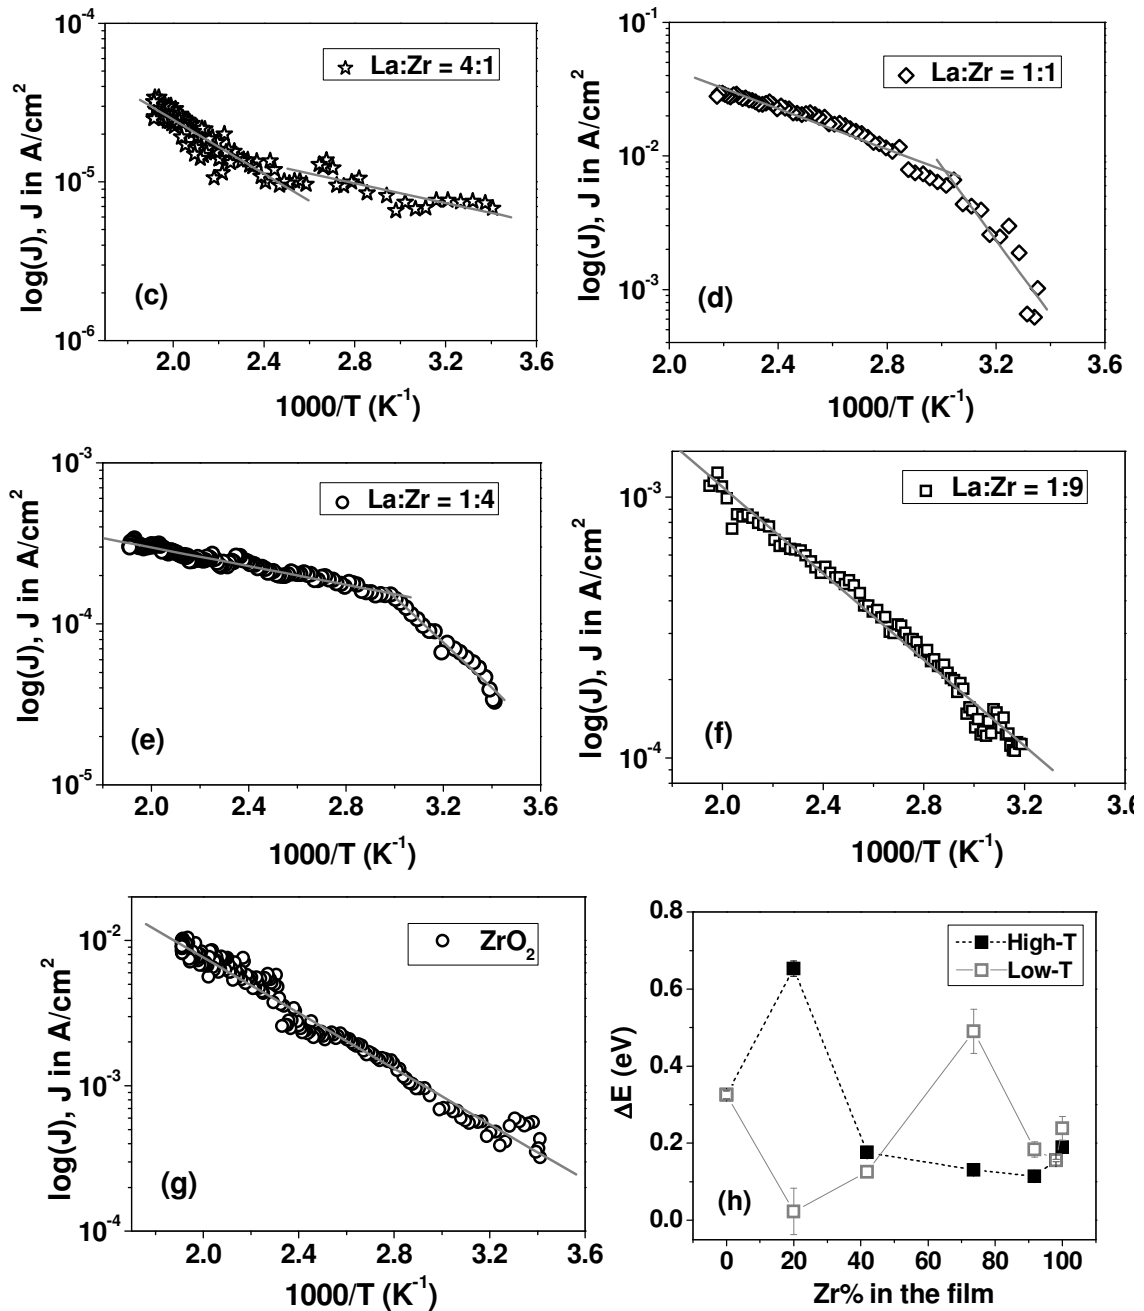 10^-4
10^-5
10^-6
log(J), J in A/cm^2
La:Zr = 4:1
(c)
2.0 2.4 2.8 3.2 3.6
1000/T (K^-1)
10^-1
10^-2
10^-3
log(J), J in A/cm^2
La:Zr = 1:1
(d)
2.0 2.4 2.8 3.2 3.6
1000/T (K^-1)
10^-3
10^-4
10^-5
log(J), J in A/cm^2
La:Zr = 1:4
(e)
2.0 2.4 2.8 3.2 3.6
1000/T (K^-1)
10^-3
10^-4
log(J), J in A/cm^2
La:Zr = 1:9
(f)
2.0 2.4 2.8 3.2 3.6
1000/T (K^-1)
10^-2
10^-3
10^-4
log(J), J in A/cm^2
ZrO_2
(g)
2.0 2.4 2.8 3.2 3.6
1000/T (K^-1)
0.8
0.6
0.4
0.2
0.0
ΔE (eV)
High-T
Low-T
(h)
0 20 40 60 80 100
Zr% in the film